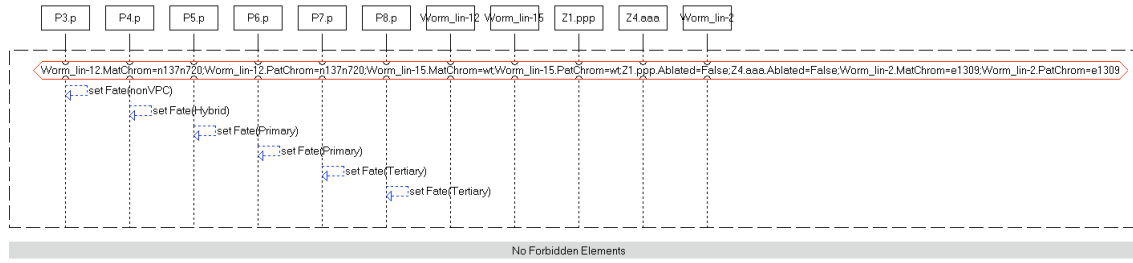 P3.p P4.p P5.p P6.p P7.p P8.p Worm_lin-12 Worm_lin-15 Z1.ppp Z4.aaa Worm_lin-2
Worm_lin-12.MatChrom=n137n720;Worm_lin-12.PatChrom=n137n720;Worm_lin-15.MatChrom=wt;Worm_lin-15.PatChrom=wt;Z1.ppp.Ablated=False;Z4.aaa.Ablated=False;Worm_lin-2.MatChrom=e1309;Worm_lin-2.PatChrom=e1309
set Fate(nonVPC)
set Fate(Hybrid)
set Fate(Primary)
set Fate(Primary)
set Fate(Tertiary)
set Fate(Tertiary)
No Forbidden Elements